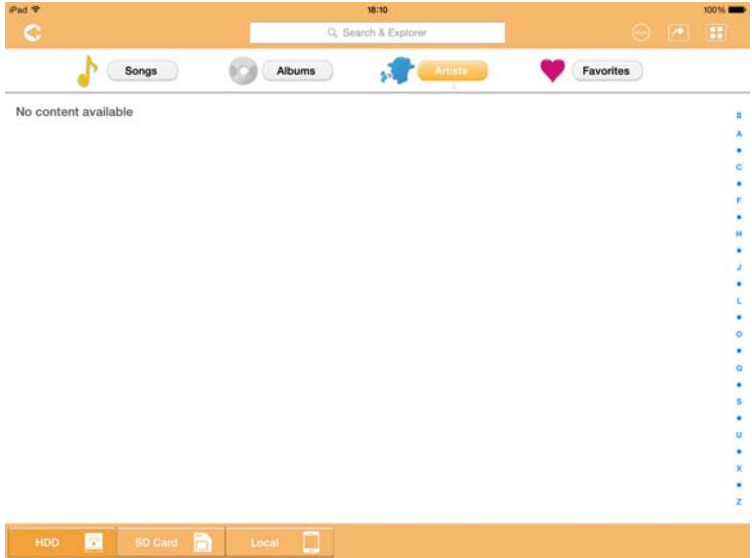 iPad 18:10 100%
Search & Explorer
Songs Albums Artists Favorites
No content available
#
A
C
F
H
J
L
O
Q
S
U
X
Z
HDD SD Card Local